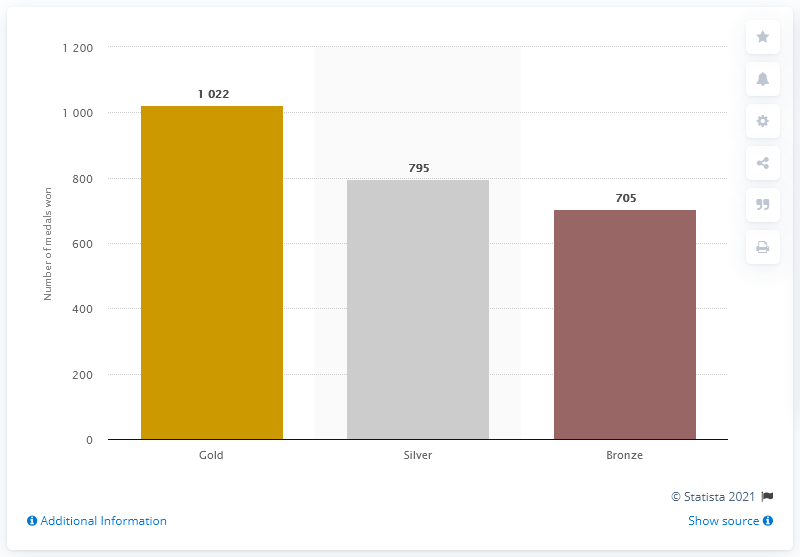 1 200
1 000
800
600
400
200
0
Number of medals won
1 022
795
705
Gold
Silver
Bronze
© Statista 2021
Additional Information
Show source